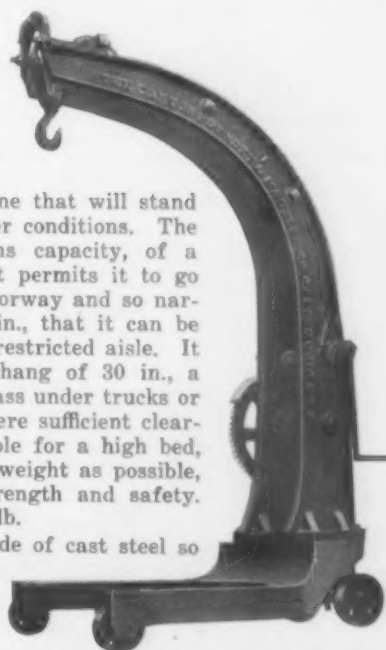 ne that will stand
er conditions. The
ns capacity, of a
t permits it to go
orway and so nar-
in., that it can be
restricted aisle. It
hang of 30 in., a
ass under trucks or
ere sufficient clear-
ple for a high bed,
weight as possible,
rength and safety.
lb.
de of cast steel so